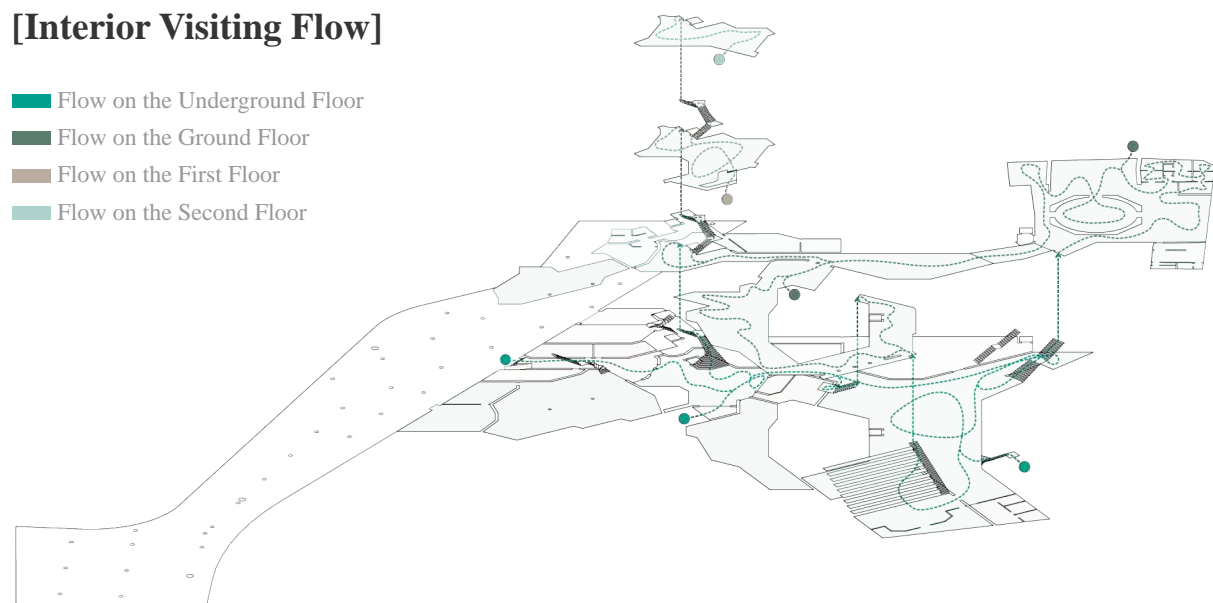 [Interior Visiting Flow]
Flow on the Underground Floor
Flow on the Ground Floor
Flow on the First Floor
Flow on the Second Floor